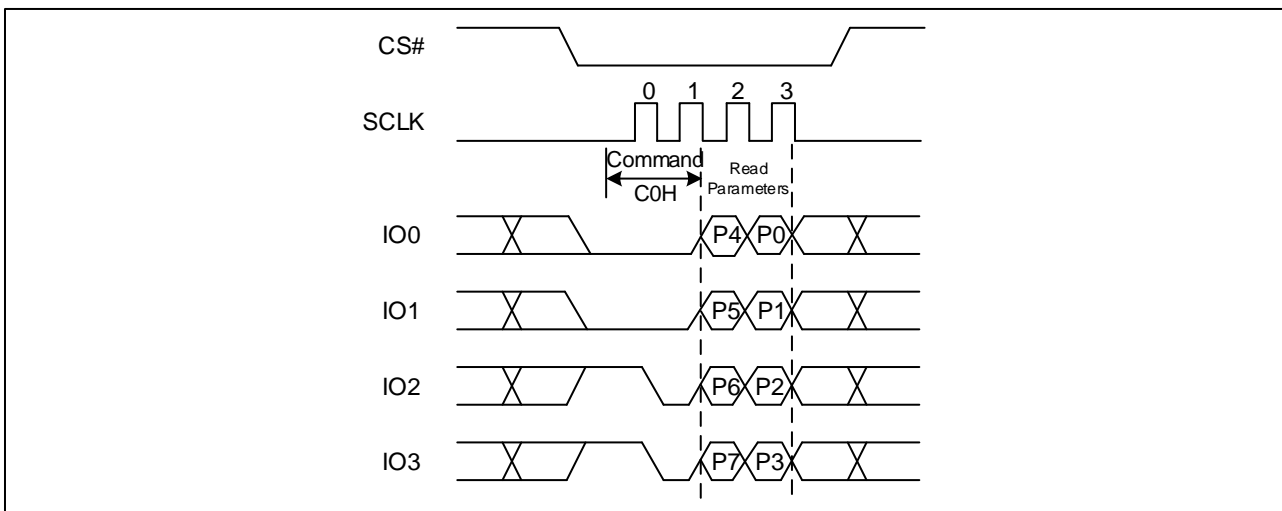 CS#
0 1 2 3
SCLK
Command
Read
Parameters
C0H
IO0
P4 P0
IO1
P5 P1
IO2
P6 P2
IO3
P7 P3